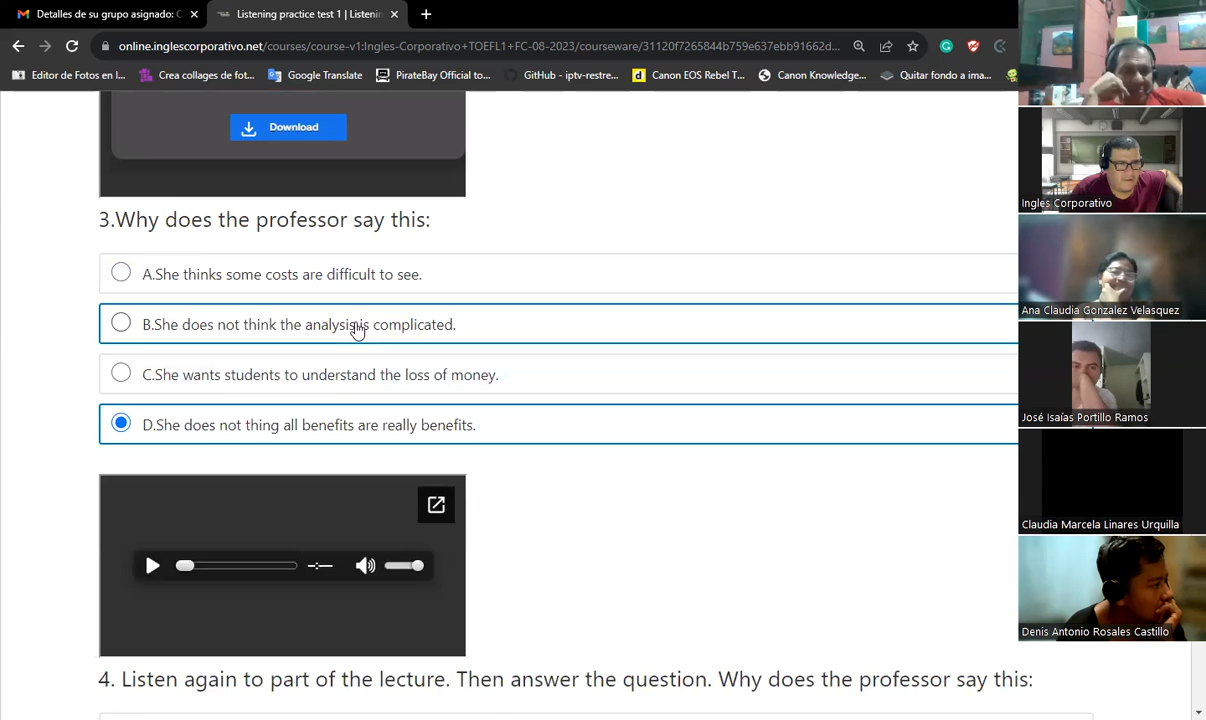 Detalles de su grupo asignado: C
Listening practice test 1 | Listenin
online.inglescorporativo.net/courses/course-v1:Ingles-Corporativo+TOEFL1+FC-08-2023/courseware/31120f7265844b759e637ebb91662d...
Editor de Fotos en l...
Crea collages de fot...
Google Translate
PirateBay Official to...
GitHub - iptv-restre...
Canon EOS Rebel T...
Canon Knowledge...
Quitar fondo a ima...
Download
3.Why does the professor say this:
A.She thinks some costs are difficult to see.
B.She does not think the analysis is complicated.
C.She wants students to understand the loss of money.
D.She does not thing all benefits are really benefits.
4. Listen again to part of the lecture. Then answer the question. Why does the professor say this:
Ingles Corporativo
Ana Claudia Gonzalez Velasquez
José Isaías Portillo Ramos
Claudia Marcela Linares Urquilla
Denis Antonio Rosales Castillo